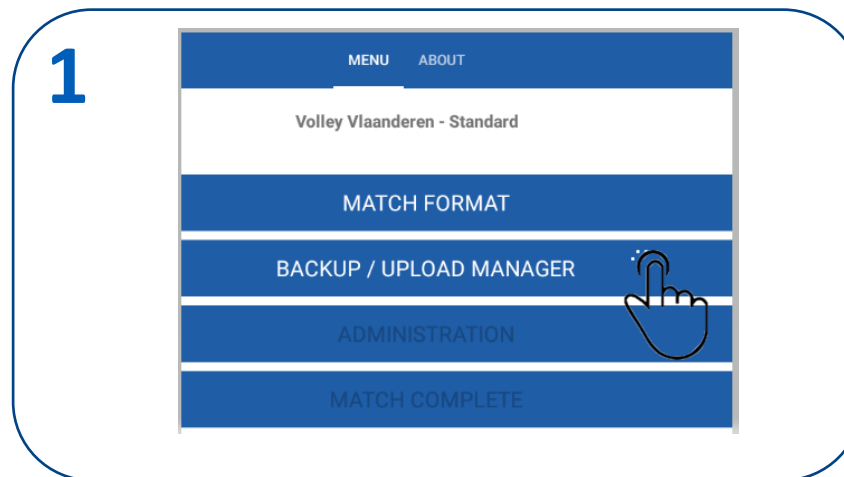 1
MENU ABOUT
Volley Vlaanderen - Standard
MATCH FORMAT
BACKUP / UPLOAD MANAGER
ADMINISTRATION
MATCH COMPLETE